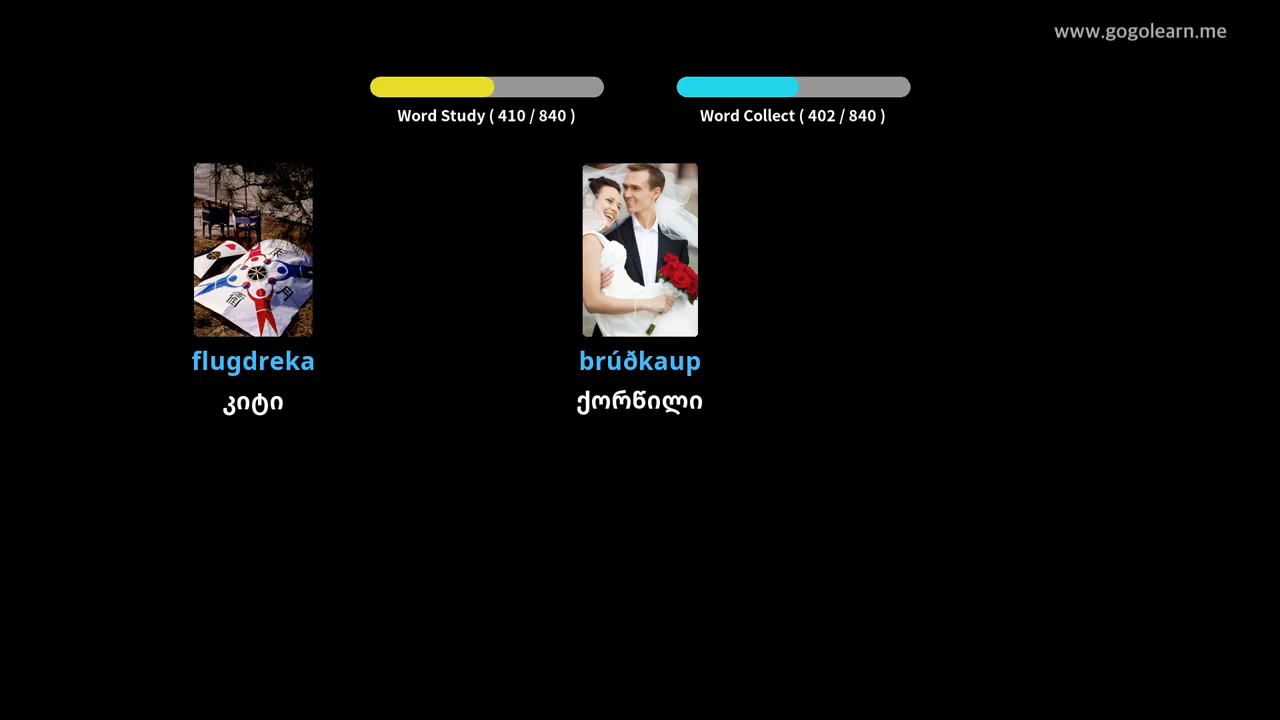 www.gogolearn.me
Word Study ( 410 / 840 )
Word Collect ( 402 / 840 )
flugdreka
კიტი
brúðkaup
ქორწილი